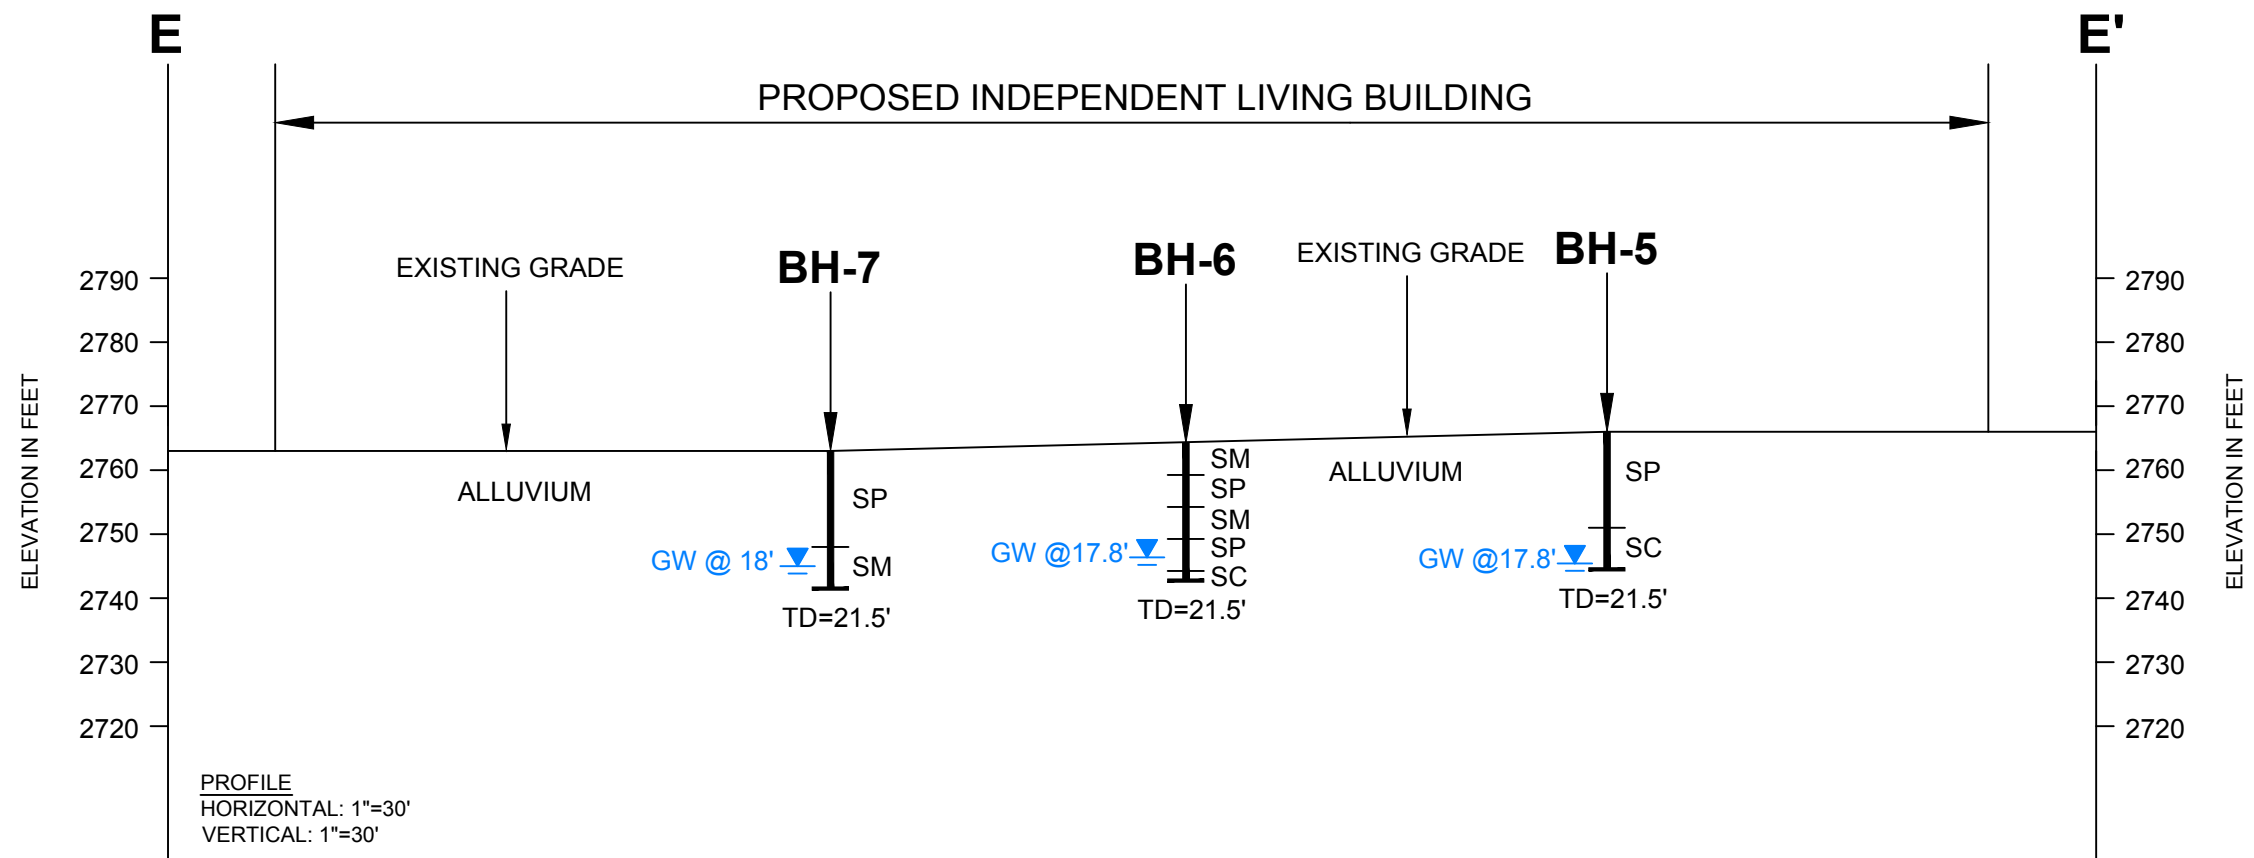 E
E'
PROPOSED INDEPENDENT LIVING BUILDING
EXISTING GRADE
BH-7
BH-6
EXISTING GRADE
BH-5
2790
2780
2770
2760
2750
2740
2730
2720
ELEVATION IN FEET
2790
2780
2770
2760
2750
2740
2730
2720
ELEVATION IN FEET
ALLUVIUM
SP
GW @ 18'
SM
TD=21.5'
SM
SP
SM
GW @17.8'
SP
SC
TD=21.5'
ALLUVIUM
SP
GW @17.8'
SC
TD=21.5'
PROFILE
HORIZONTAL: 1"=30'
VERTICAL: 1"=30'